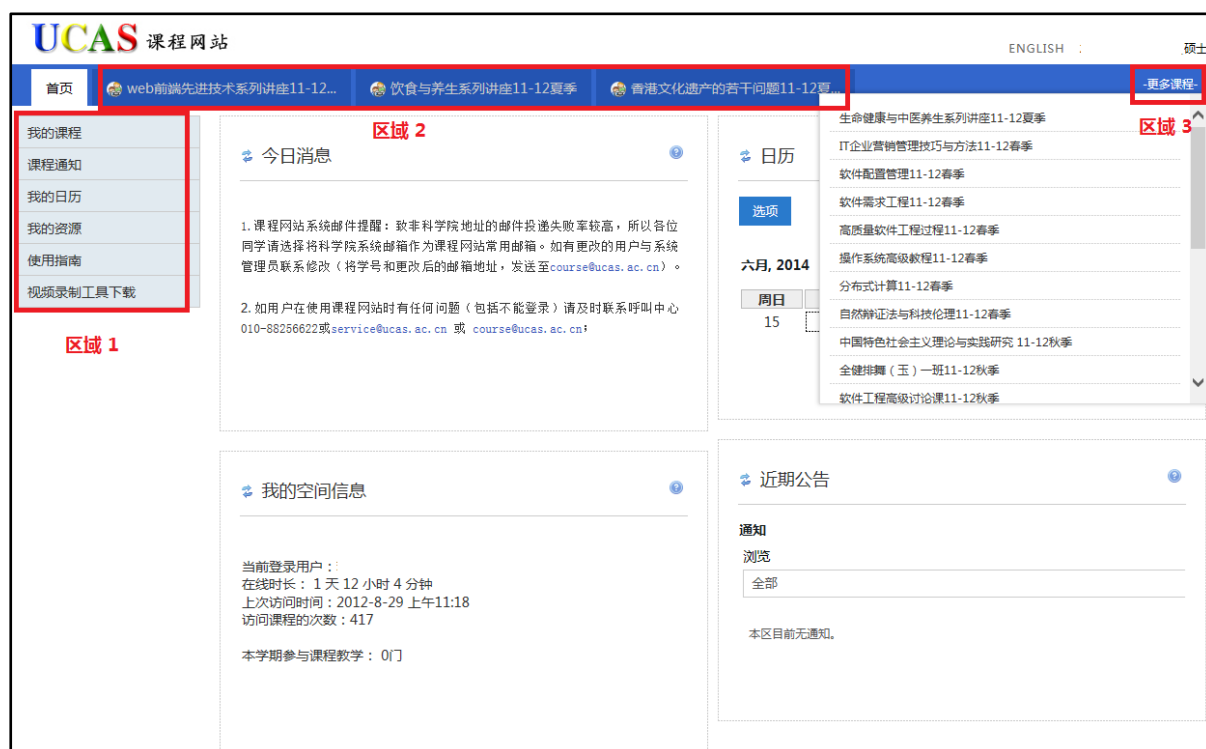 UCAS 课程网站
ENGLISH
硕士
首页
web前端先进技术系列讲座11-12...
饮食与养生系列讲座11-12夏季
香港文化遗产的若干问题11-12夏...
-更多课程-
区域 1
区域 2
区域 3
我的课程
课程通知
我的日历
我的资源
使用指南
视频录制工具下载
今日消息
1.课程网站系统邮件提醒：致非科学院地址的邮件投递失败率较高，所以各位
同学请选择将科学院系统邮箱作为课程网站常用邮箱。如有更改的用户与系统
管理员联系修改（将学号和更改后的邮箱地址，发送至course@ucas.ac.cn）。
2.如用户在使用课程网站时有任何问题（包括不能登录）请及时联系呼叫中心
010-88256622或service@ucas.ac.cn 或 course@ucas.ac.cn；
日历
选项
六月, 2014
周日
15
生命健康与中医养生系列讲座11-12夏季
IT企业营销管理技巧与方法11-12春季
软件配置管理11-12春季
软件需求工程11-12春季
高质量软件工程过程11-12春季
操作系统高级教程11-12春季
分布式计算11-12春季
自然辩证法与科技伦理11-12春季
中国特色社会主义理论与实践研究 11-12秋季
全健排舞（玉）一班11-12秋季
软件工程高级讨论课11-12秋季
我的空间信息
当前登录用户：
在线时长： 1 天 12 小时 4 分钟
上次访问时间：2012-8-29 上午11:18
访问课程的次数：417
本学期参与课程教学： 0门
近期公告
通知
浏览
全部
本区目前无通知。